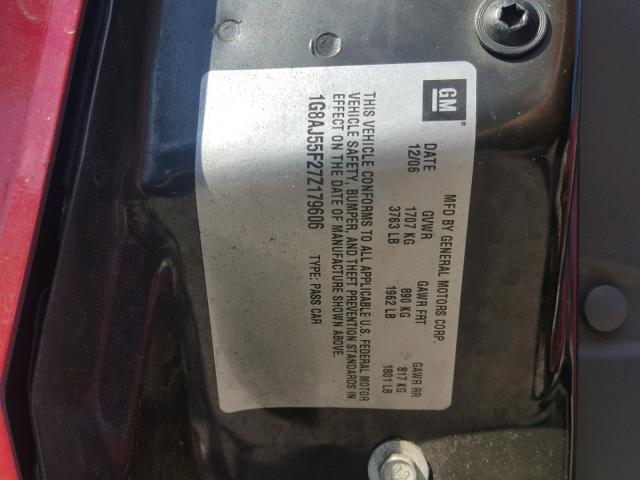 GM
MFD BY GENERAL MOTORS CORP.
DATE GVWR GAWR FRT GAWR RR
12/06 1707 KG 890 KG 817 KG
3763 LB 1962 LB 1801 LB
THIS VEHICLE CONFORMS TO ALL APPLICABLE U.S. FEDERAL MOTOR
VEHICLE SAFETY, BUMPER, AND THEFT PREVENTION STANDARDS IN
EFFECT ON THE DATE OF MANUFACTURE SHOWN ABOVE.
1G8AJ55F27Z179606 TYPE: PASS CAR